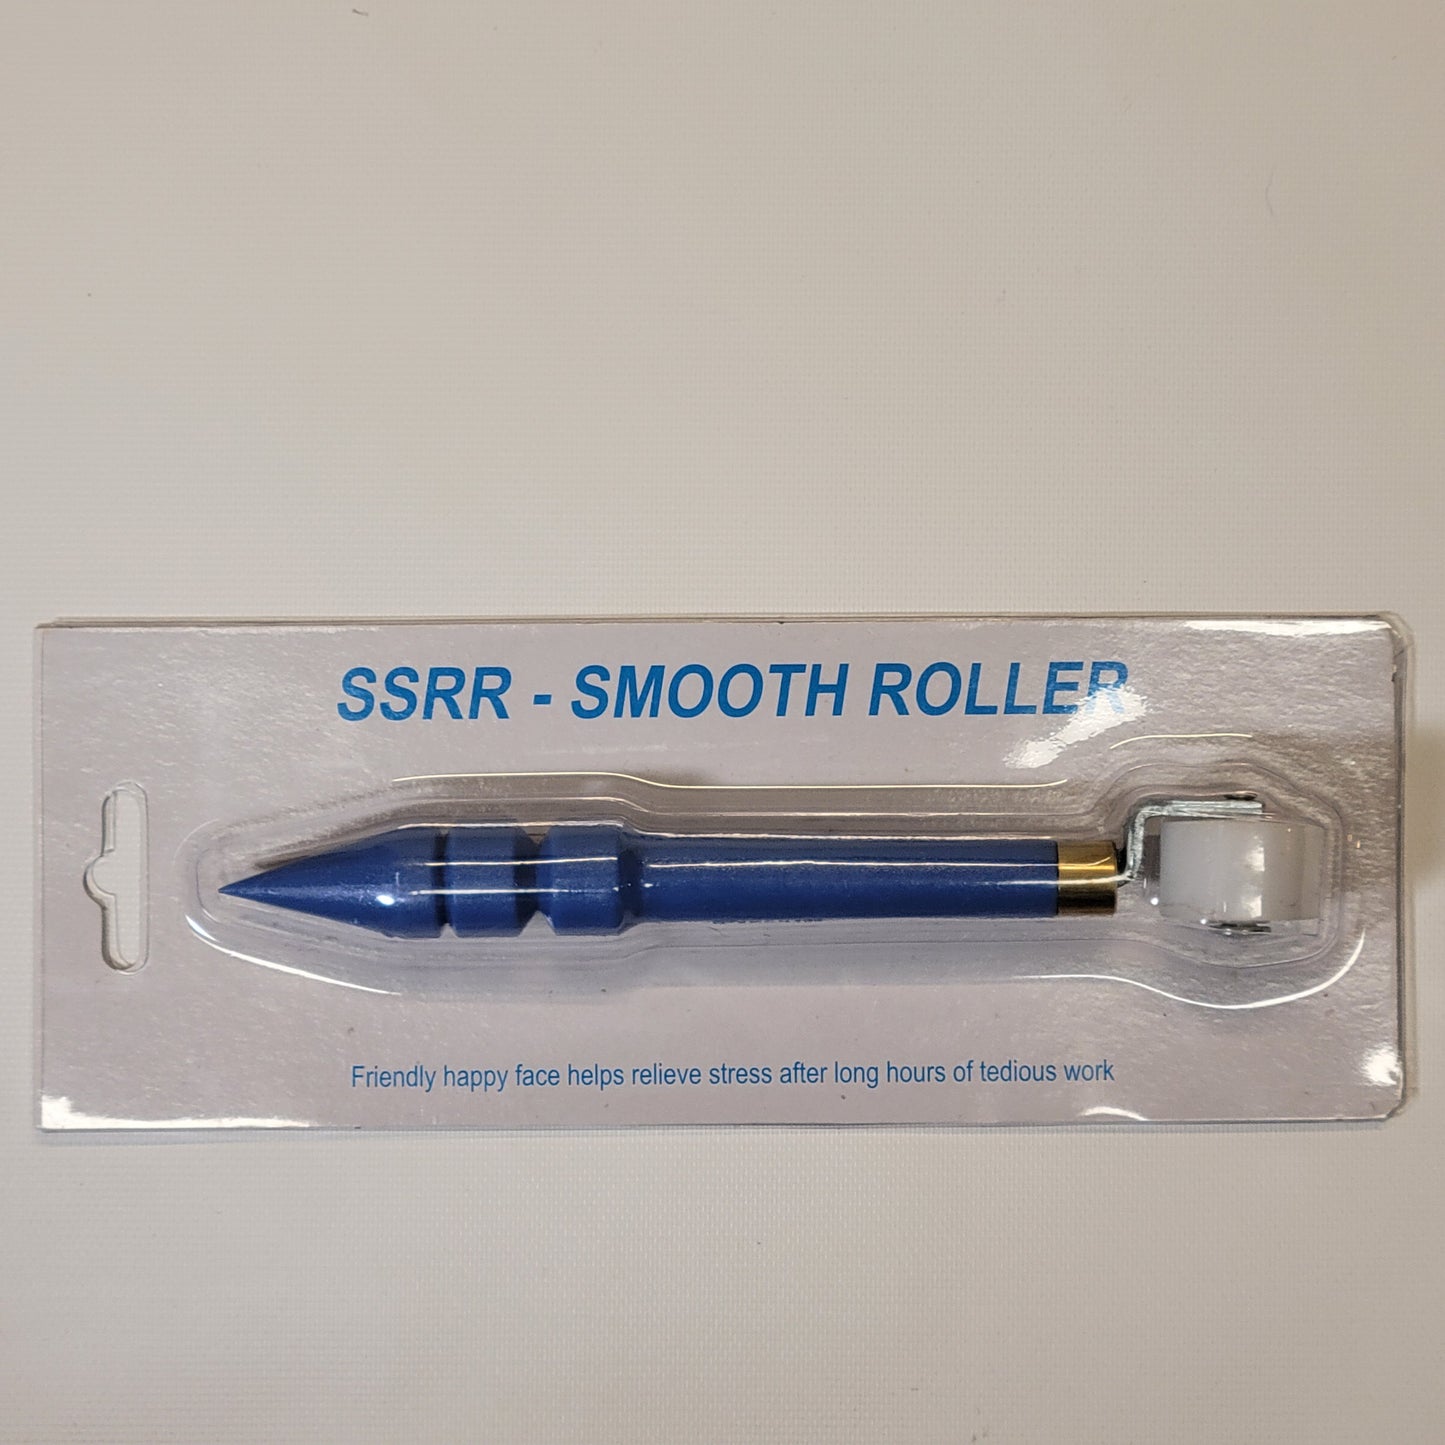 SSRR - SMOOTH ROLLER
Friendly happy face helps relieve stress after long hours of tedious work